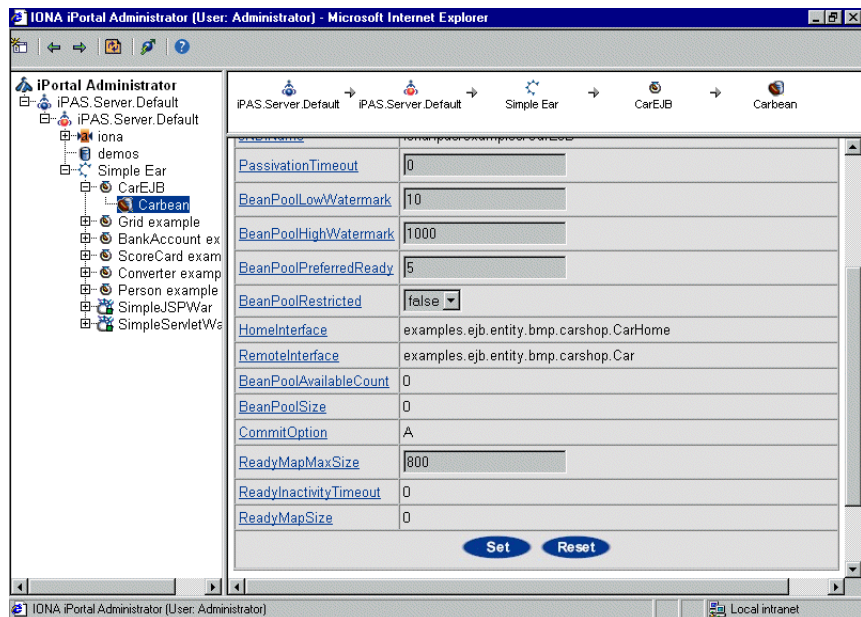 IONA iPortal Administrator (User: Administrator) - Microsoft Internet Explorer
iPortal Administrator
iPAS.Server.Default
iPAS.Server.Default
iona
demos
Simple Ear
CarEJB
Carbean
Grid example
BankAccount ex
ScoreCard exam
Converter examp
Person example
SimpleJSPWar
SimpleServletWa
iPAS.Server.Default iPAS.Server.Default Simple Ear CarEJB Carbean
PassivationTimeout 0
BeanPoolLowWatermark 10
BeanPoolHighWatermark 1000
BeanPoolPreferredReady 5
BeanPoolRestricted false
HomeInterface examples.ejb.entity.bmp.carshop.CarHome
RemoteInterface examples.ejb.entity.bmp.carshop.Car
BeanPoolAvailableCount 0
BeanPoolSize 0
CommitOption A
ReadyMapMaxSize 800
ReadyInactivityTimeout 0
ReadyMapSize 0
Set Reset
IONA iPortal Administrator (User: Administrator) Local intranet